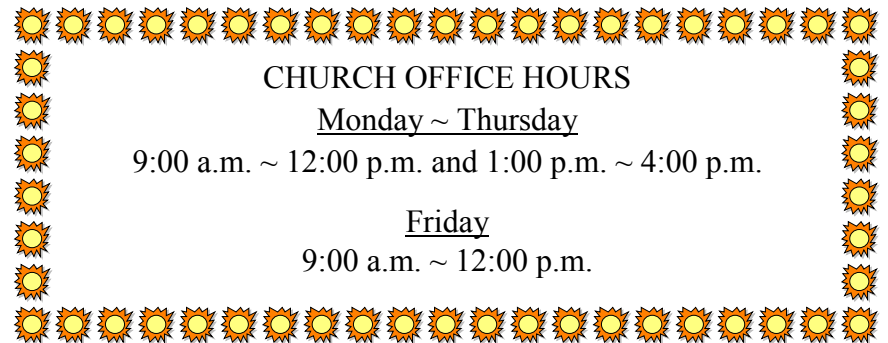 CHURCH OFFICE HOURS
Monday ~ Thursday
9:00 a.m. ~ 12:00 p.m. and 1:00 p.m. ~ 4:00 p.m.
Friday
9:00 a.m. ~ 12:00 p.m.